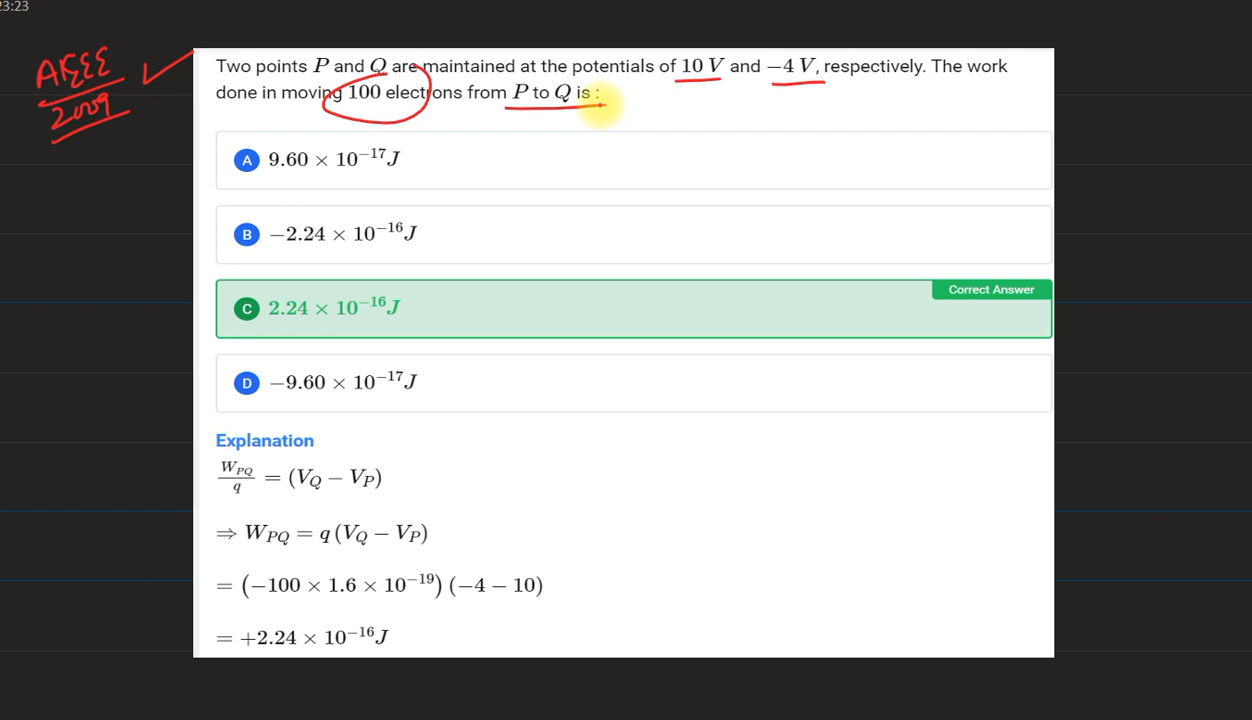 23:23
AIEEE
2009
Two points P and Q are maintained at the potentials of 10 V and −4 V, respectively. The work
done in moving 100 electrons from P to Q is :
A 9.60 × 10⁻¹⁷J
B −2.24 × 10⁻¹⁶J
Correct Answer
C 2.24 × 10⁻¹⁶J
D −9.60 × 10⁻¹⁷J
Explanation
W_PQ/q = (V_Q − V_P)
⇒ W_PQ = q (V_Q − V_P)
= (−100 × 1.6 × 10⁻¹⁹) (−4 − 10)
= +2.24 × 10⁻¹⁶J